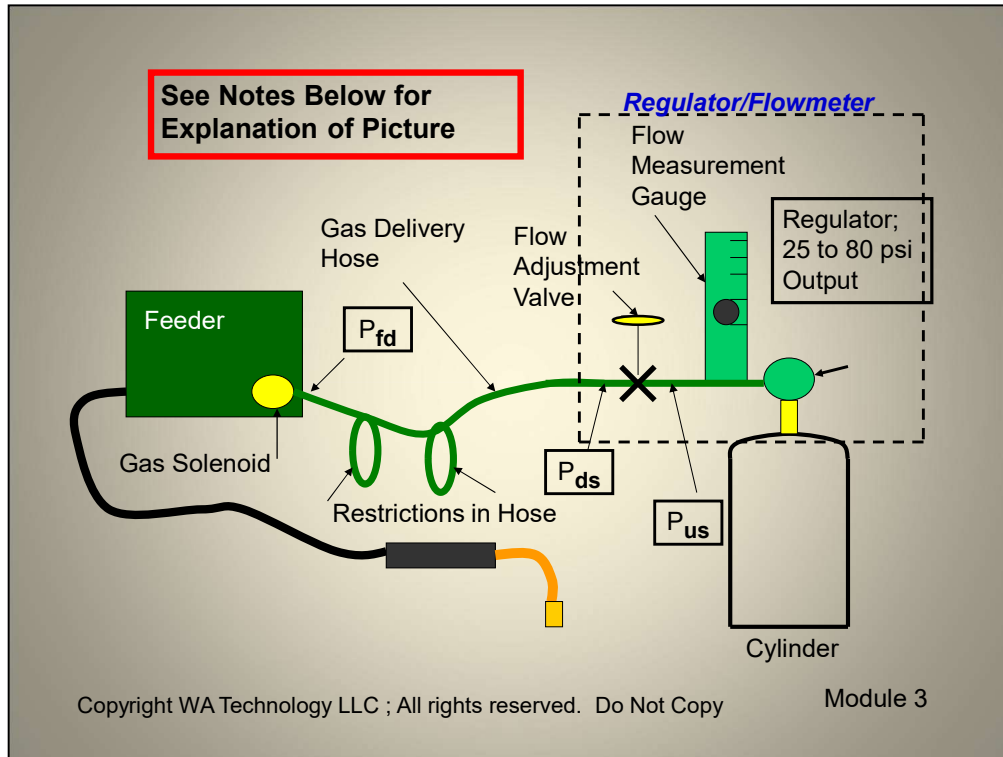 See Notes Below for
Explanation of Picture
Regulator/Flowmeter
Flow
Measurement
Gauge
Regulator;
25 to 80 psi
Output
Gas Delivery
Hose
Flow
Adjustment
Valve
Feeder
Pfd
Gas Solenoid
Restrictions in Hose
Pds
Pus
Cylinder
Copyright WA Technology LLC ; All rights reserved.  Do Not Copy
Module 3